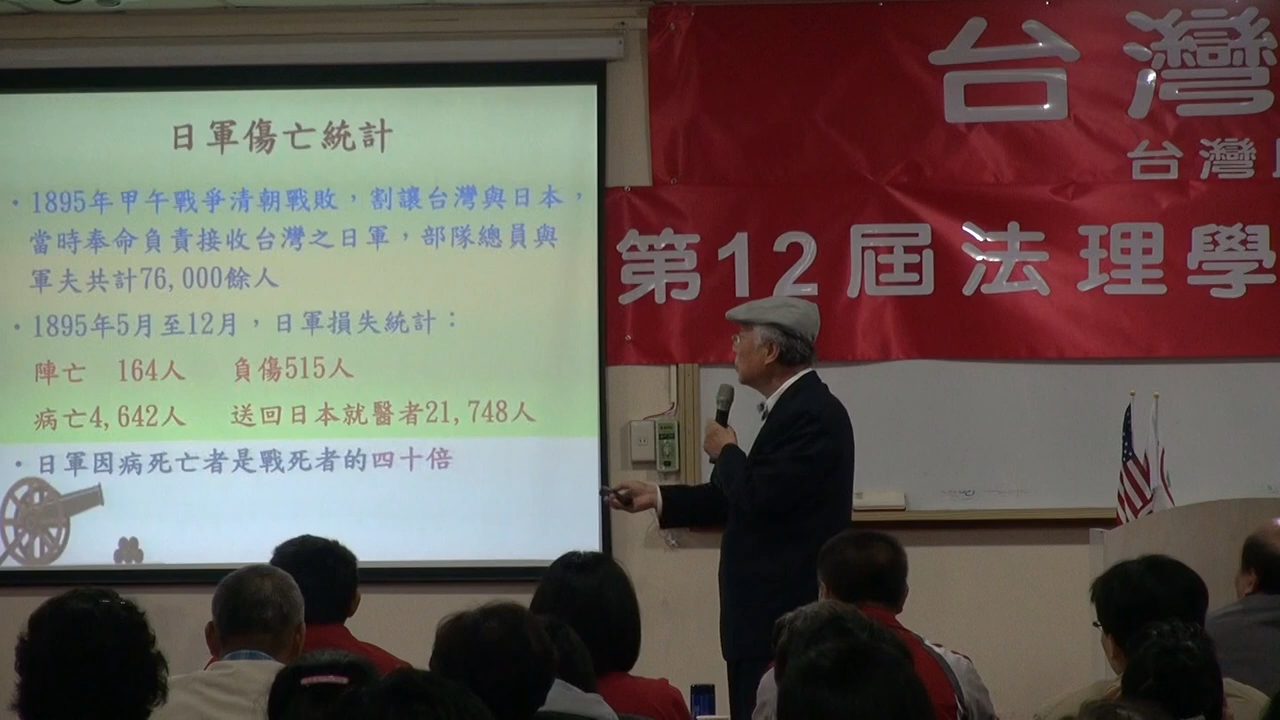 日軍傷亡統計
・1895年甲午戰爭清朝戰敗，割讓台灣與日本，
當時奉命負責接收台灣之日軍，部隊總員與
軍夫共計76,000餘人
・1895年5月至12月，日軍損失統計：
陣亡 164人 負傷515人
病亡4,642人 送回日本就醫者21,748人
・日軍因病死亡者是戰死者的四十倍
台灣
台灣
第12屆法理學